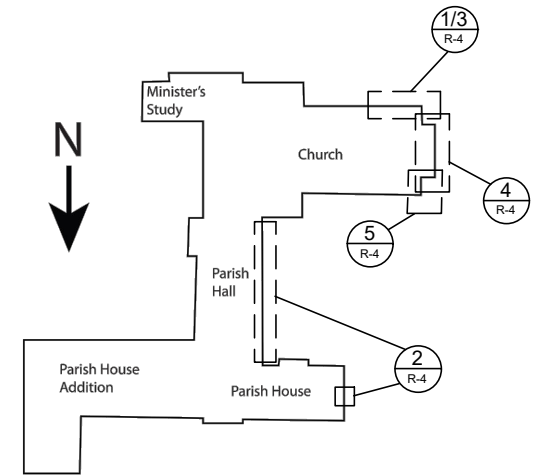 1/3
R-4
Minister's
Study
N
Church
4
R-4
5
R-4
Parish
Hall
2
R-4
Parish House
Addition
Parish House